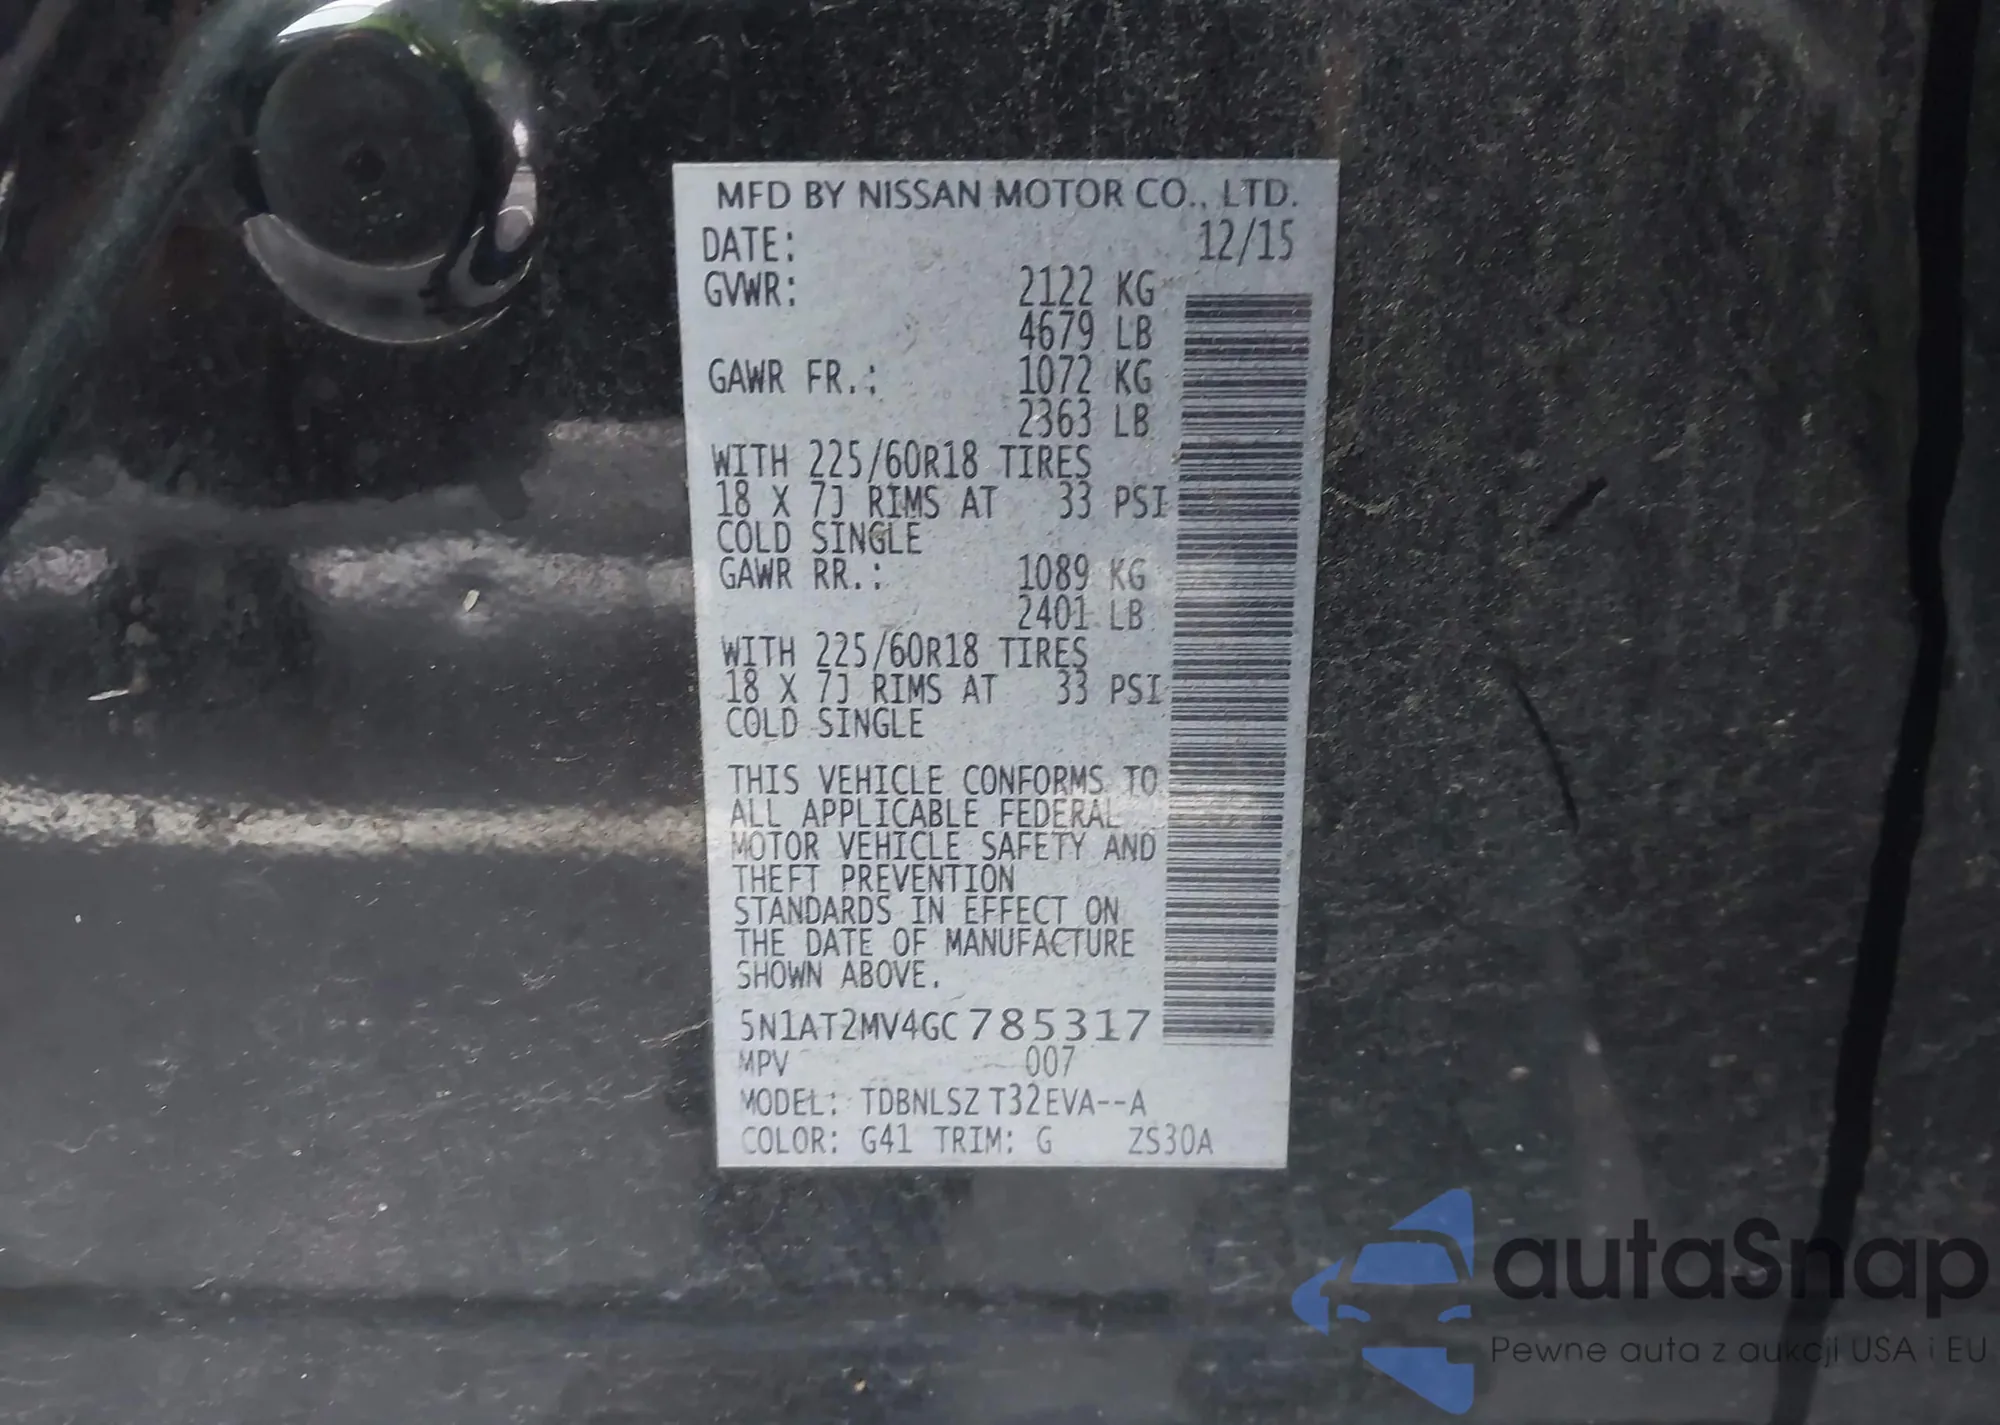 MFD BY NISSAN MOTOR CO., LTD.
DATE: 12/15
GVWR: 2122 KG
4679 LB
GAWR FR.: 1072 KG
2363 LB
WITH 225/60R18 TIRES
18 X 7J RIMS AT 33 PSI
COLD SINGLE
GAWR RR.: 1089 KG
2401 LB
WITH 225/60R18 TIRES
18 X 7J RIMS AT 33 PSI
COLD SINGLE
THIS VEHICLE CONFORMS TO
ALL APPLICABLE FEDERAL
MOTOR VEHICLE SAFETY AND
THEFT PREVENTION
STANDARDS IN EFFECT ON
THE DATE OF MANUFACTURE
SHOWN ABOVE.
5N1AT2MV4GC785317
MPV 007
MODEL: TDBNLSZ T32EVA--A
COLOR: G41 TRIM: G ZS30A
autaSnap
Pewne auta z aukcji USA i EU